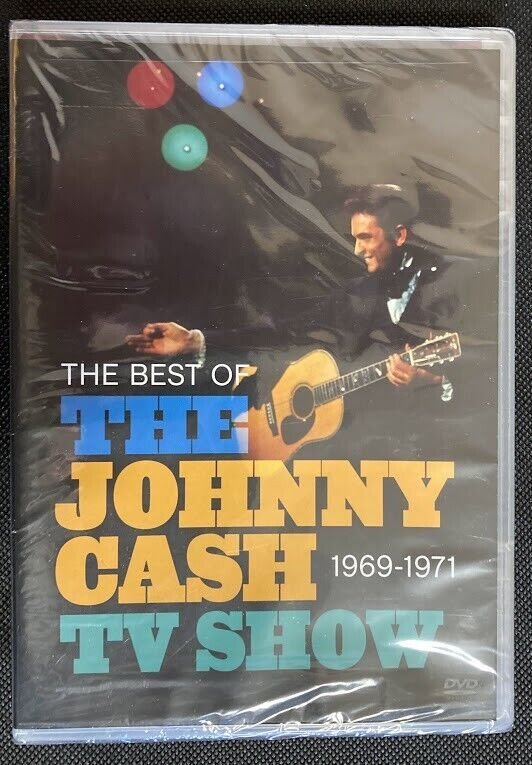 THE BEST OF
THE
JOHNNY
CASH 1969-1971
TV SHOW
DVD